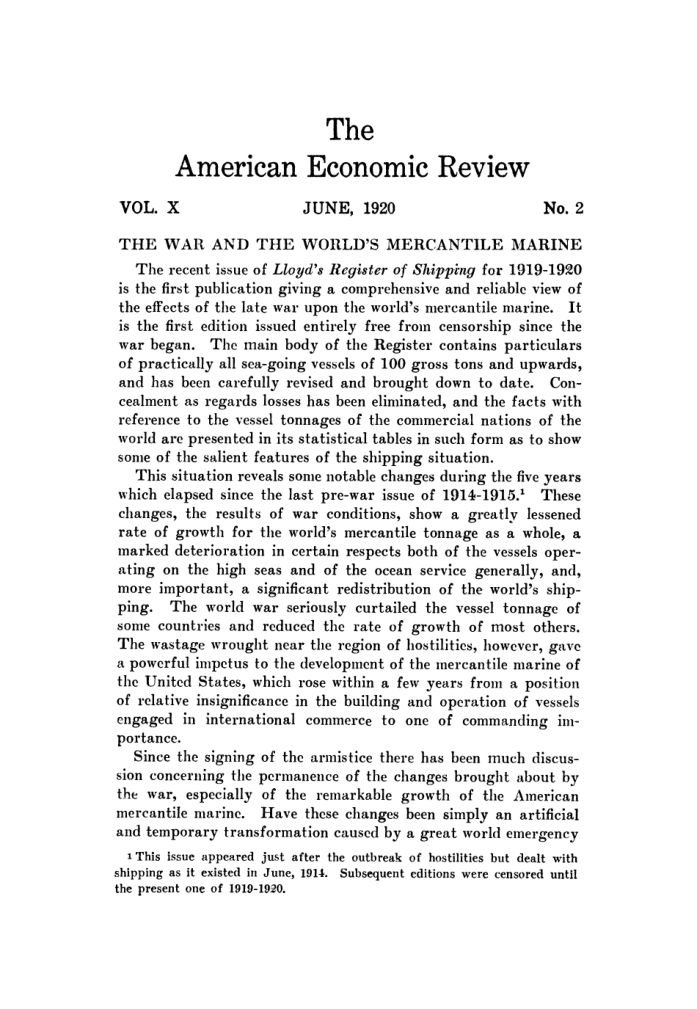 The
American Economic Review
VOL. X JUNE, 1920 No. 2
THE WAR AND THE WORLD'S MERCANTILE MARINE
The recent issue of Lloyd's Register of Shipping for 1919-1920
is the first publication giving a comprehensive and reliable view of
the effects of the late war upon the world's mercantile marine. It
is the first edition issued entirely free from censorship since the
war began. The main body of the Register contains particulars
of practically all sea-going vessels of 100 gross tons and upwards,
and has been carefully revised and brought down to date. Con-
cealment as regards losses has been eliminated, and the facts with
reference to the vessel tonnages of the commercial nations of the
world are presented in its statistical tables in such form as to show
some of the salient features of the shipping situation.
This situation reveals some notable changes during the five years
which elapsed since the last pre-war issue of 1914-1915.¹ These
changes, the results of war conditions, show a greatly lessened
rate of growth for the world's mercantile tonnage as a whole, a
marked deterioration in certain respects both of the vessels oper-
ating on the high seas and of the ocean service generally, and,
more important, a significant redistribution of the world's ship-
ping. The world war seriously curtailed the vessel tonnage of
some countries and reduced the rate of growth of most others.
The wastage wrought near the region of hostilities, however, gave
a powerful impetus to the development of the mercantile marine of
the United States, which rose within a few years from a position
of relative insignificance in the building and operation of vessels
engaged in international commerce to one of commanding im-
portance.
Since the signing of the armistice there has been much discus-
sion concerning the permanence of the changes brought about by
the war, especially of the remarkable growth of the American
mercantile marine. Have these changes been simply an artificial
and temporary transformation caused by a great world emergency
¹ This issue appeared just after the outbreak of hostilities but dealt with
shipping as it existed in June, 1914. Subsequent editions were censored until
the present one of 1919-1920.